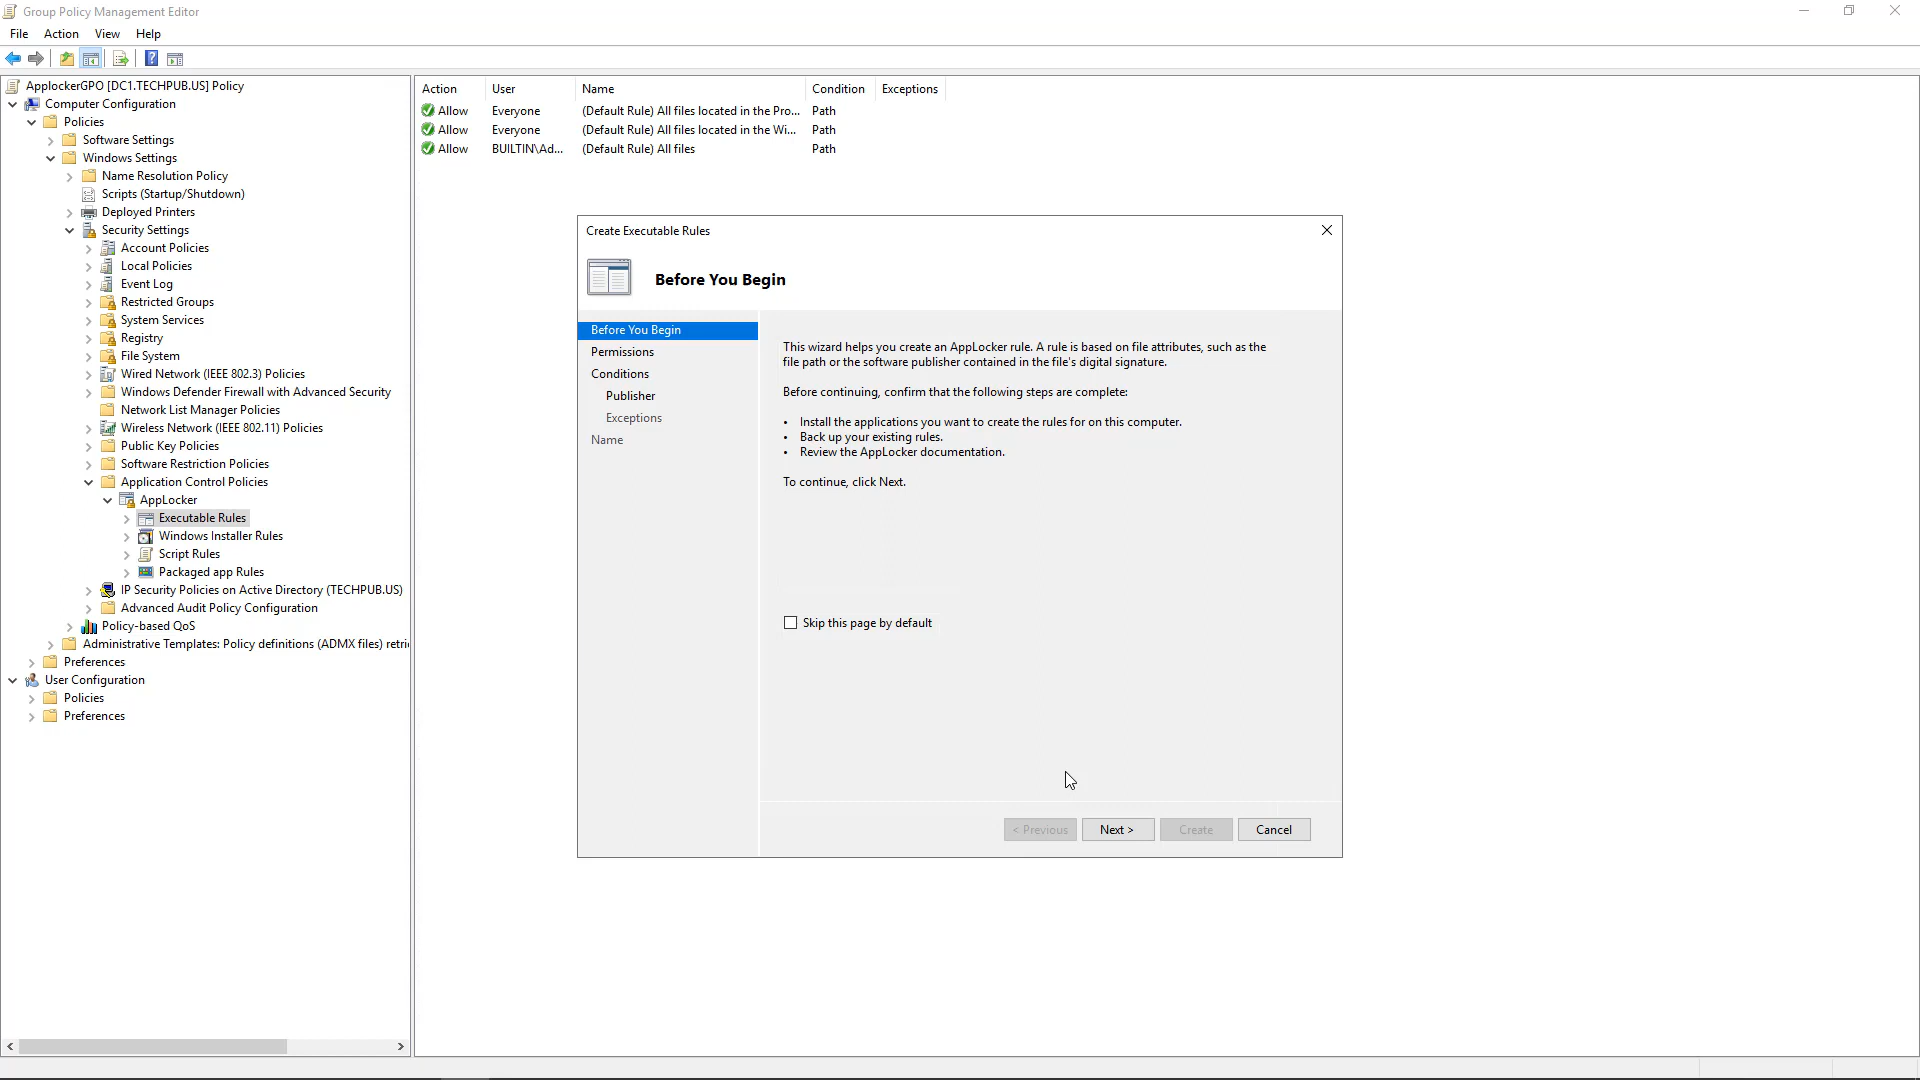 Group Policy Management Editor
File Action View Help
ApplockerGPO [DC1.TECHPUB.US] Policy
Computer Configuration
Policies
Software Settings
Windows Settings
Name Resolution Policy
Scripts (Startup/Shutdown)
Deployed Printers
Security Settings
Account Policies
Local Policies
Event Log
Restricted Groups
System Services
Registry
File System
Wired Network (IEEE 802.3) Policies
Windows Defender Firewall with Advanced Security
Network List Manager Policies
Wireless Network (IEEE 802.11) Policies
Public Key Policies
Software Restriction Policies
Application Control Policies
AppLocker
Executable Rules
Windows Installer Rules
Script Rules
Packaged app Rules
IP Security Policies on Active Directory (TECHPUB.US)
Advanced Audit Policy Configuration
Policy-based QoS
Administrative Templates: Policy definitions (ADMX files) retri
Preferences
User Configuration
Policies
Preferences
Action User Name Condition Exceptions
Allow Everyone (Default Rule) All files located in the Pro... Path
Allow Everyone (Default Rule) All files located in the Wi... Path
Allow BUILTIN\Ad... (Default Rule) All files Path
Create Executable Rules
Before You Begin
Before You Begin
Permissions
Conditions
Publisher
Exceptions
Name
This wizard helps you create an AppLocker rule. A rule is based on file attributes, such as the
file path or the software publisher contained in the file's digital signature.
Before continuing, confirm that the following steps are complete:
• Install the applications you want to create the rules for on this computer.
• Back up your existing rules.
• Review the AppLocker documentation.
To continue, click Next.
Skip this page by default
< Previous Next > Create Cancel